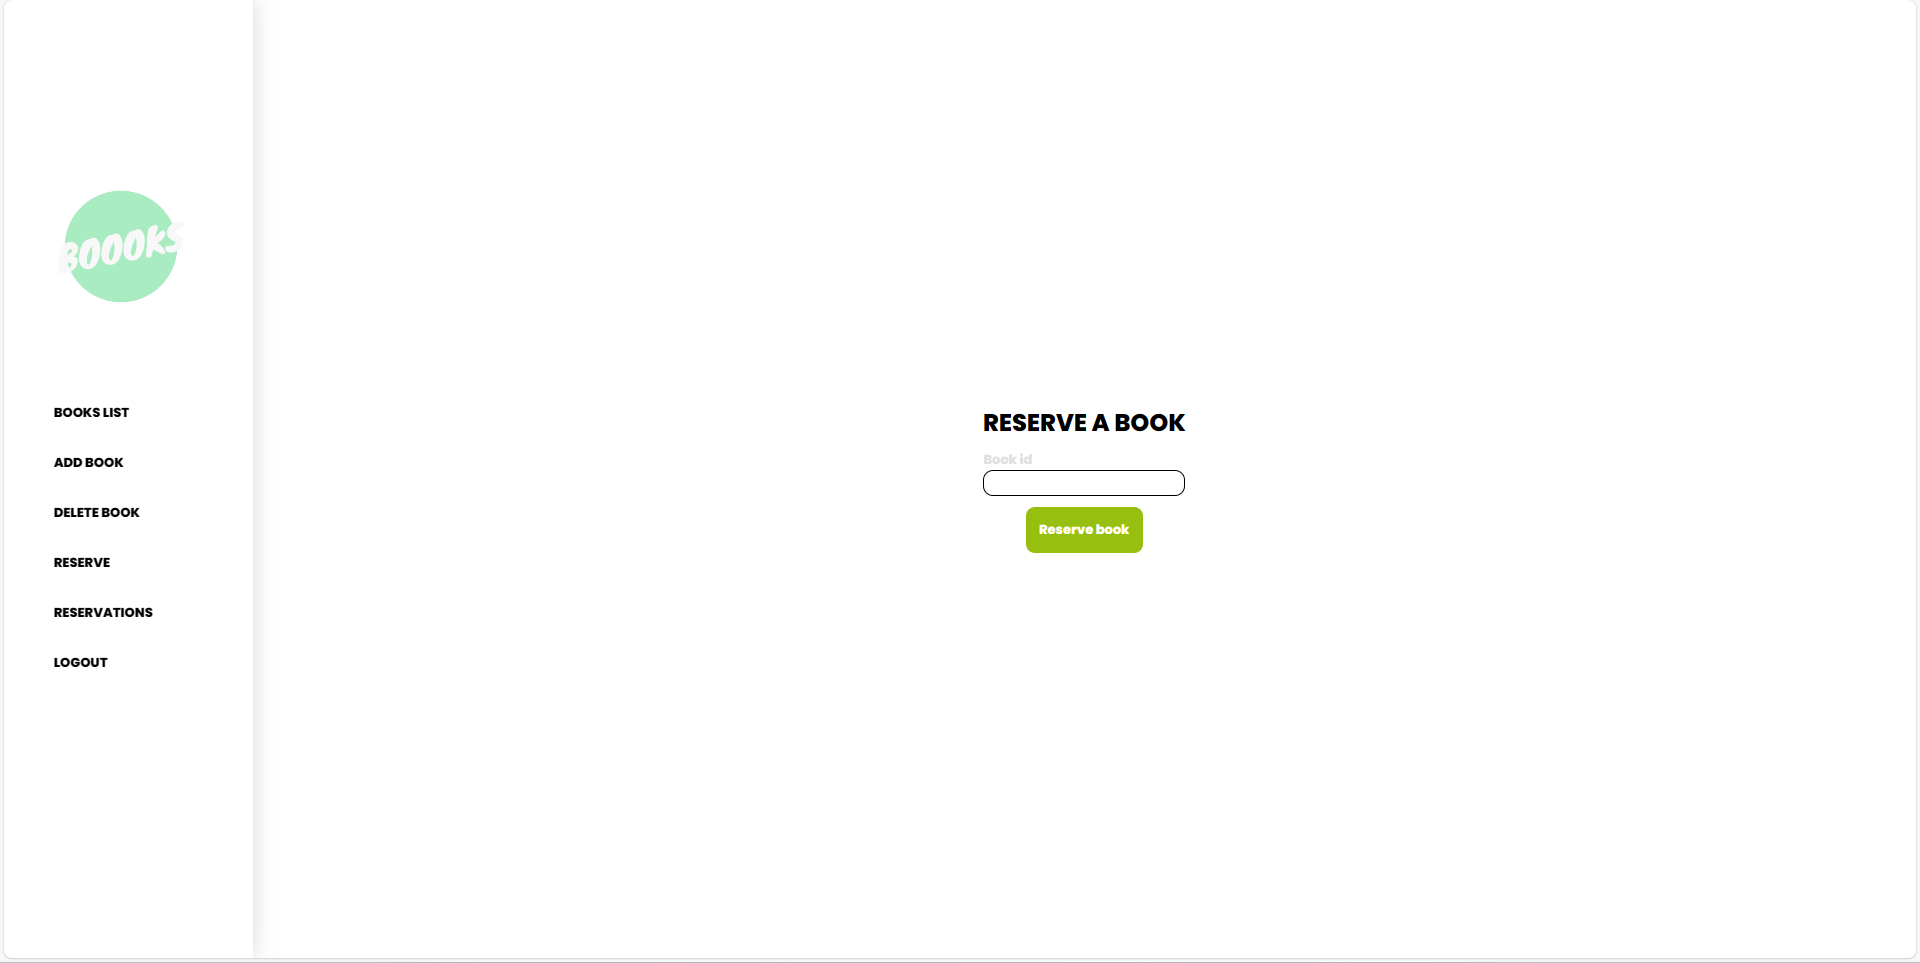 BOOOKS
BOOKS LIST
ADD BOOK
DELETE BOOK
RESERVE
RESERVATIONS
LOGOUT
RESERVE A BOOK
Book id
Reserve book